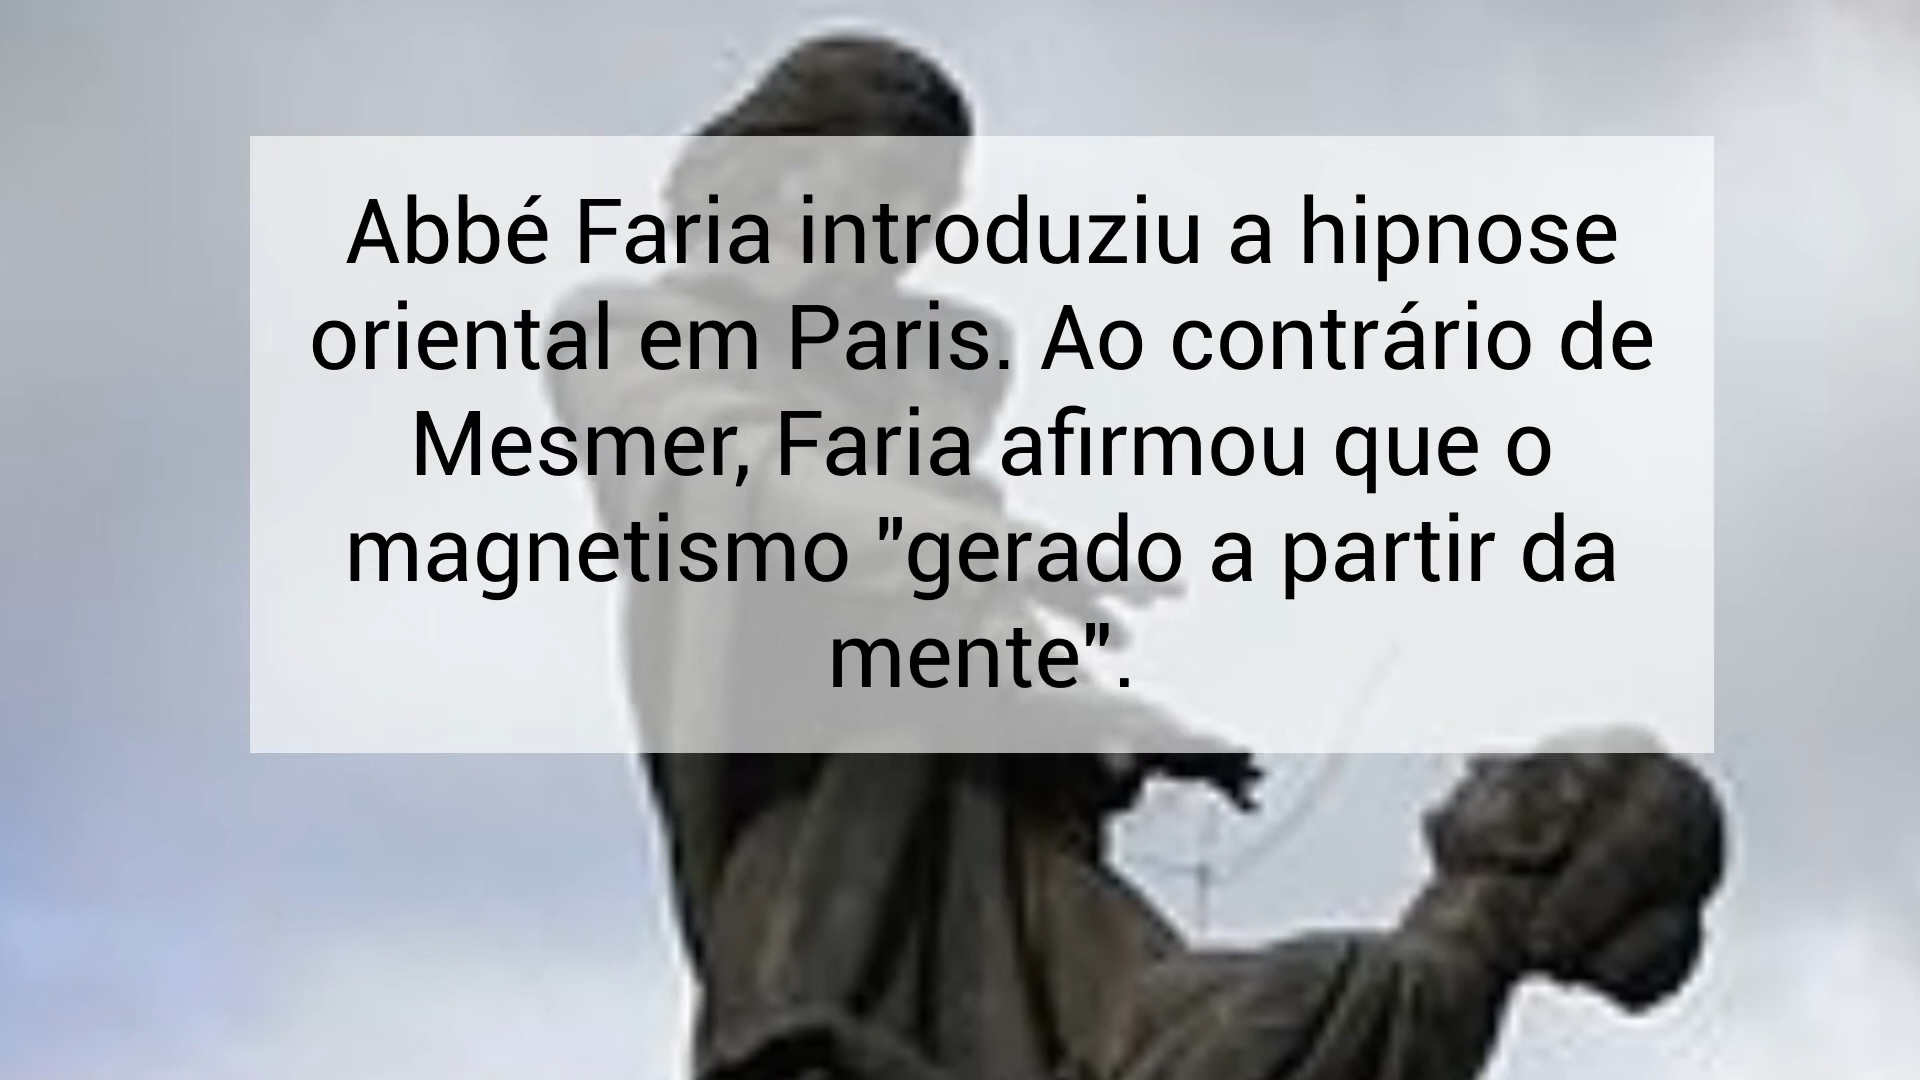 Abbé Faria introduziu a hipnose
oriental em Paris. Ao contrário de
Mesmer, Faria afirmou que o
magnetismo "gerado a partir da
mente".